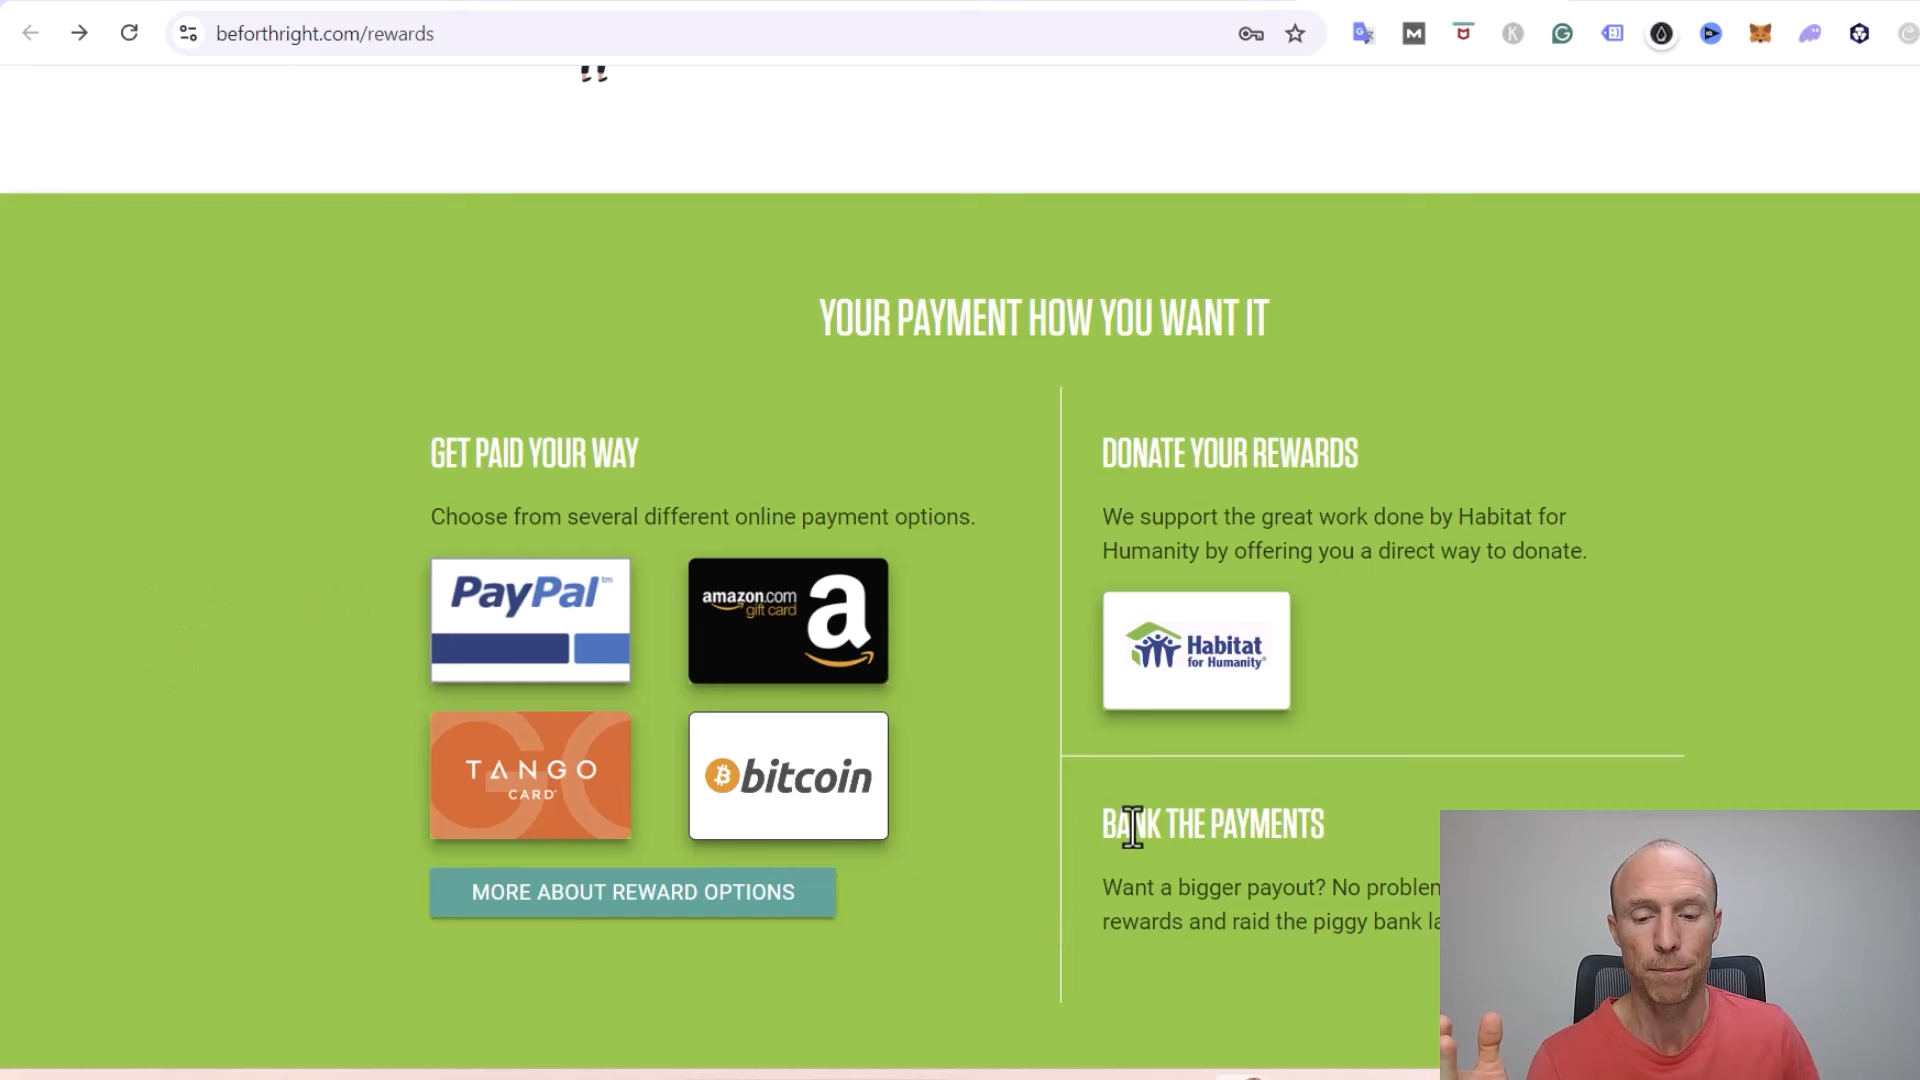 beforthright.com/rewards
YOUR PAYMENT HOW YOU WANT IT
GET PAID YOUR WAY
Choose from several different online payment options.
PayPal™
amazon.com
gift card
a
TANGO
CARD
bitcoin
MORE ABOUT REWARD OPTIONS
DONATE YOUR REWARDS
We support the great work done by Habitat for
Humanity by offering you a direct way to donate.
Habitat
for Humanity®
BANK THE PAYMENTS
Want a bigger payout? No
rewards and raid the piggy bank